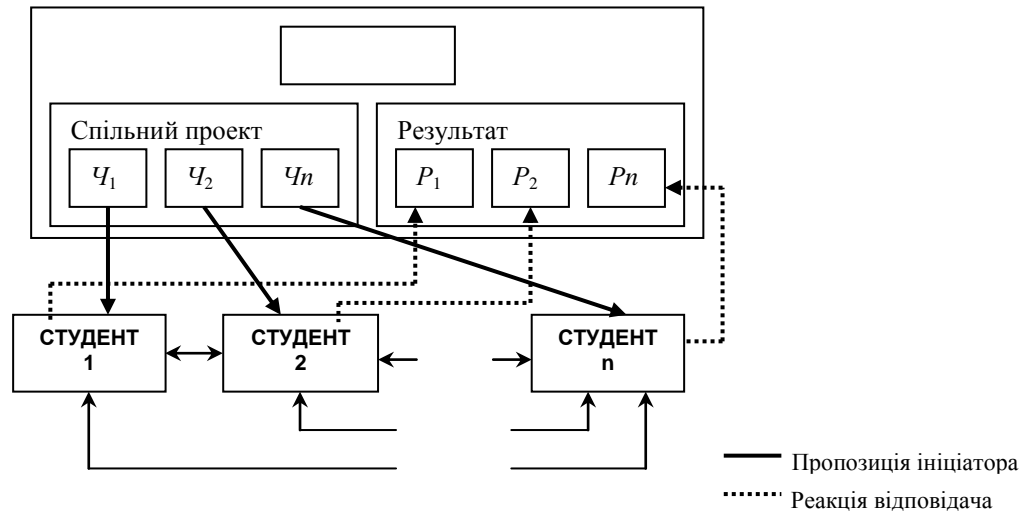 Спільний проект
Результат
Ч1
Ч2
Чn
Р1
Р2
Рn
СТУДЕНТ
1
СТУДЕНТ
2
СТУДЕНТ
n
Пропозиція ініціатора
Реакція відповідача